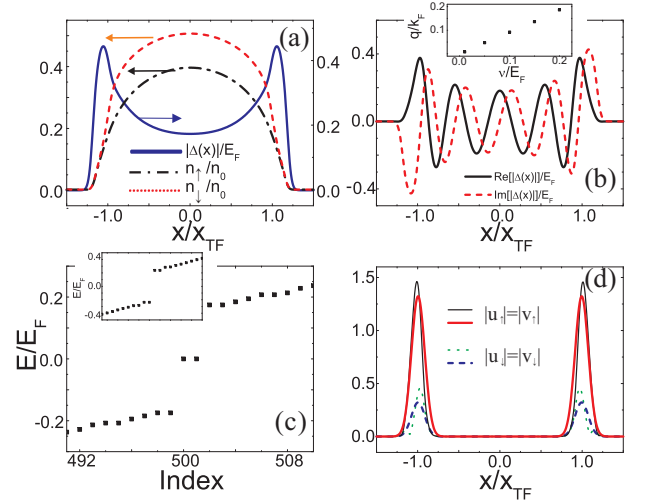 (a)
0.4
0.2
0.0
0.4
0.2
0.0
|Δ(x)|/E_F
n↑/n₀
n↓/n₀
-1.0 0.0 1.0
x/x_TF
q/k_F
0.2
0.1
0.0 0.1 0.2
ν/E_F
0.4
0.0
-0.4
(b)
Re[|Δ(x)|]/E_F
Im[|Δ(x)|]/E_F
-1.0 0.0 1.0
x/x_TF
E/E_F
0.4
0.0
-0.4
E/E_F
0.2
0.0
-0.2
(c)
492 500 508
Index
(d)
1.5
1.0
0.5
0.0
|u↑|=|v↑|
|u↓|=|v↓|
-1.0 0.0 1.0
x/x_TF